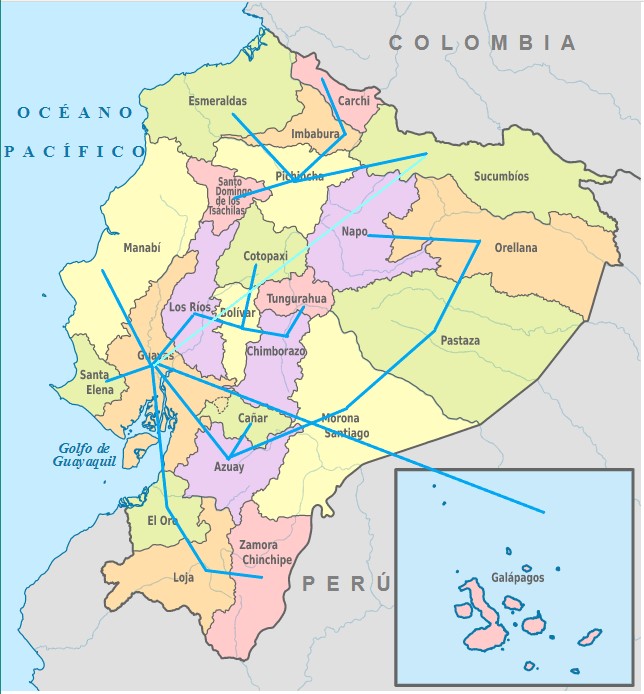 COLOMBIA
OCÉANO
PACÍFICO
Esmeraldas
Carchi
Imbabura
Pichincha
Sucumbíos
Santo
Domingo
de los
Tsáchilas
Manabí
Napo
Orellana
Cotopaxi
Los Ríos
Bolívar
Tungurahua
Chimborazo
Pastaza
Guayas
Santa
Elena
Cañar
Morona
Santiago
Golfo de
Guayaquil
Azuay
El Oro
Zamora
Chinchipe
Loja
PERÚ
Galápagos